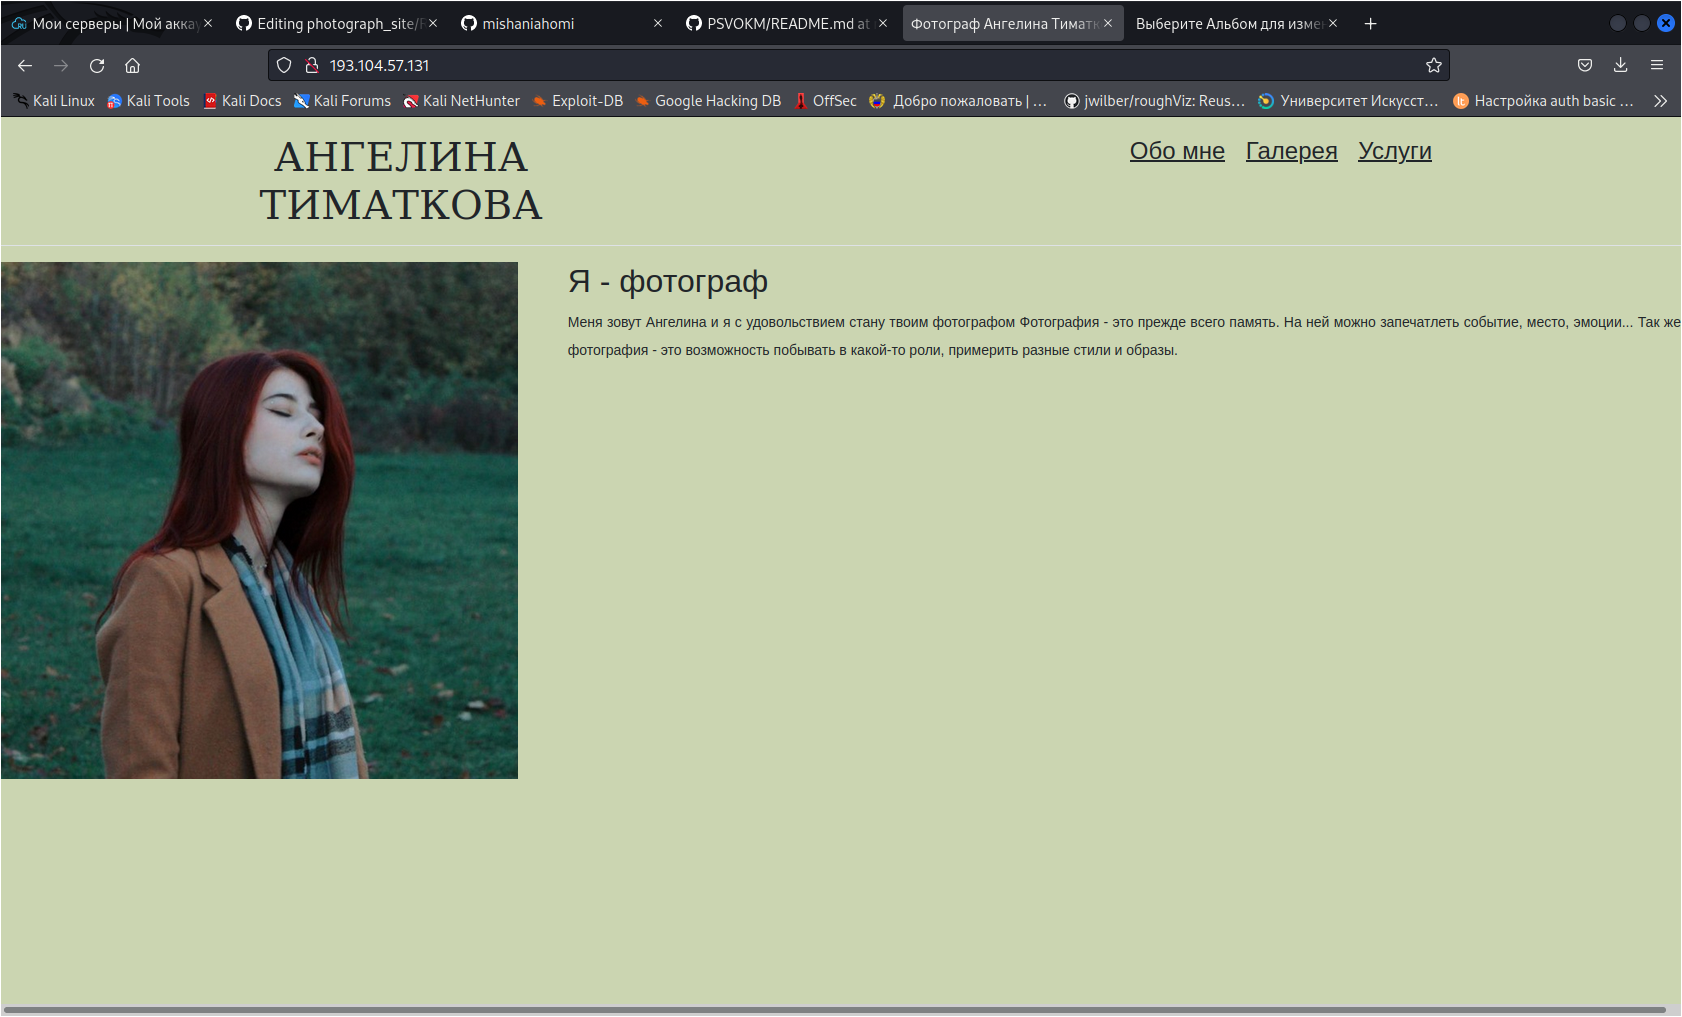 Мои серверы | Мой акка
Editing photograph_site/
mishaniahomi
PSVOKM/README.md at
Фотограф Ангелина Тиматк
Выберите Альбом для изме
193.104.57.131
Kali Linux Kali Tools Kali Docs Kali Forums Kali NetHunter Exploit-DB Google Hacking DB OffSec Добро пожаловать | ... jwilber/roughViz: Reus... Университет Искусст... Настройка auth basic ...
АНГЕЛИНА
ТИМАТКОВА
Обо мне Галерея Услуги
Я - фотограф
Меня зовут Ангелина и я с удовольствием стану твоим фотографом Фотография - это прежде всего память. На ней можно запечатлеть событие, место, эмоции... Так же
фотография - это возможность побывать в какой-то роли, примерить разные стили и образы.